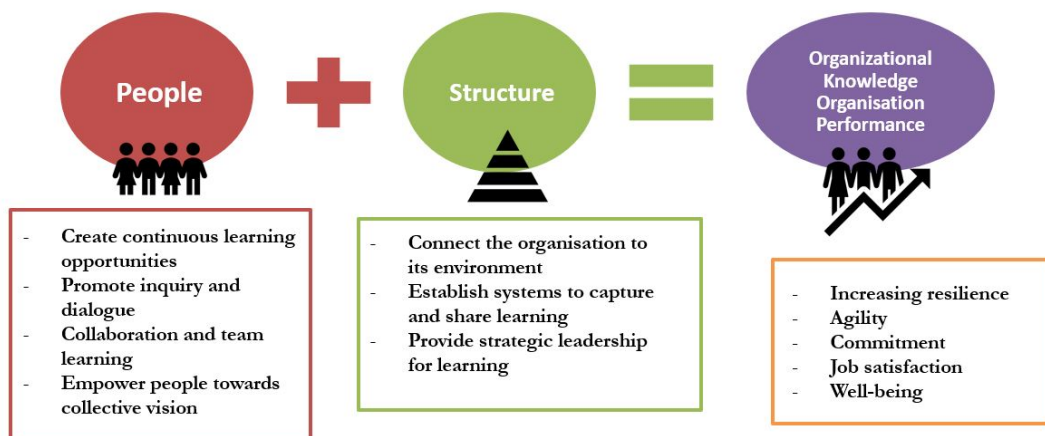 People
Structure
Organizational
Knowledge
Organisation
Performance
- Create continuous learning
opportunities
- Promote inquiry and
dialogue
- Collaboration and team
learning
- Empower people towards
collective vision
- Connect the organisation to
its environment
- Establish systems to capture
and share learning
- Provide strategic leadership
for learning
- Increasing resilience
- Agility
- Commitment
- Job satisfaction
- Well-being